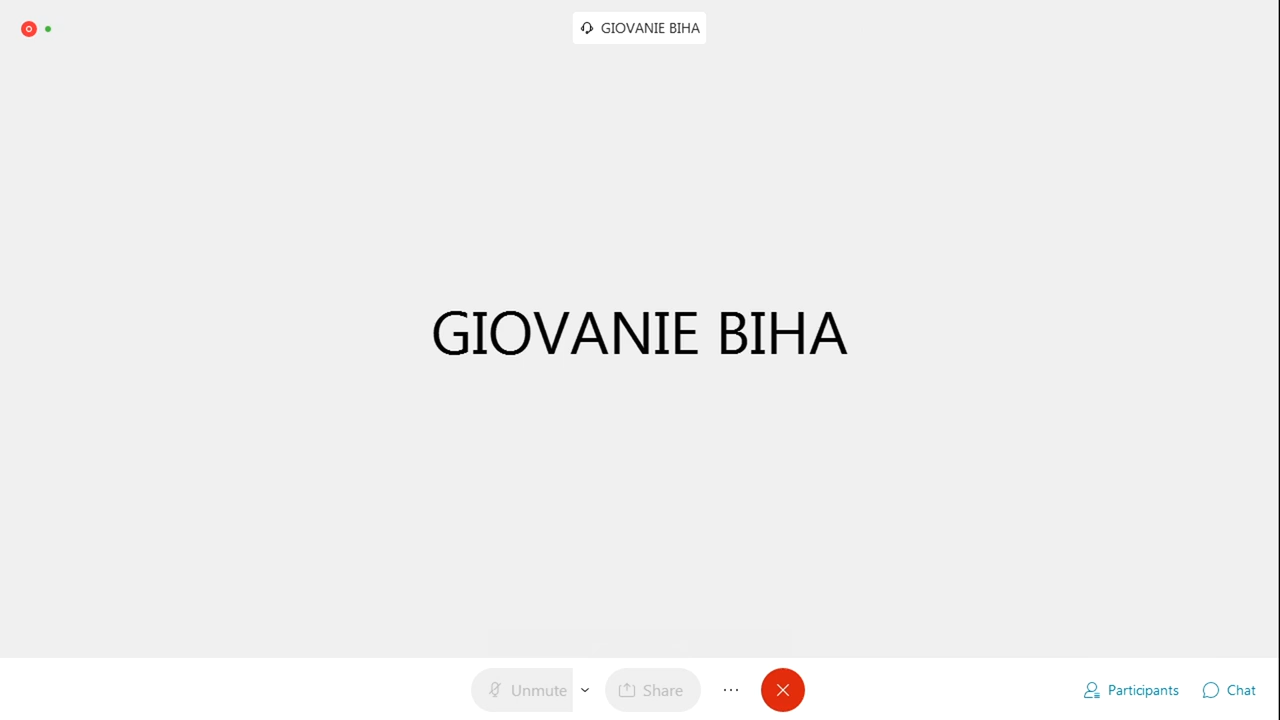 GIOVANIE BIHA
GIOVANIE BIHA
Unmute
Share
Participants
Chat